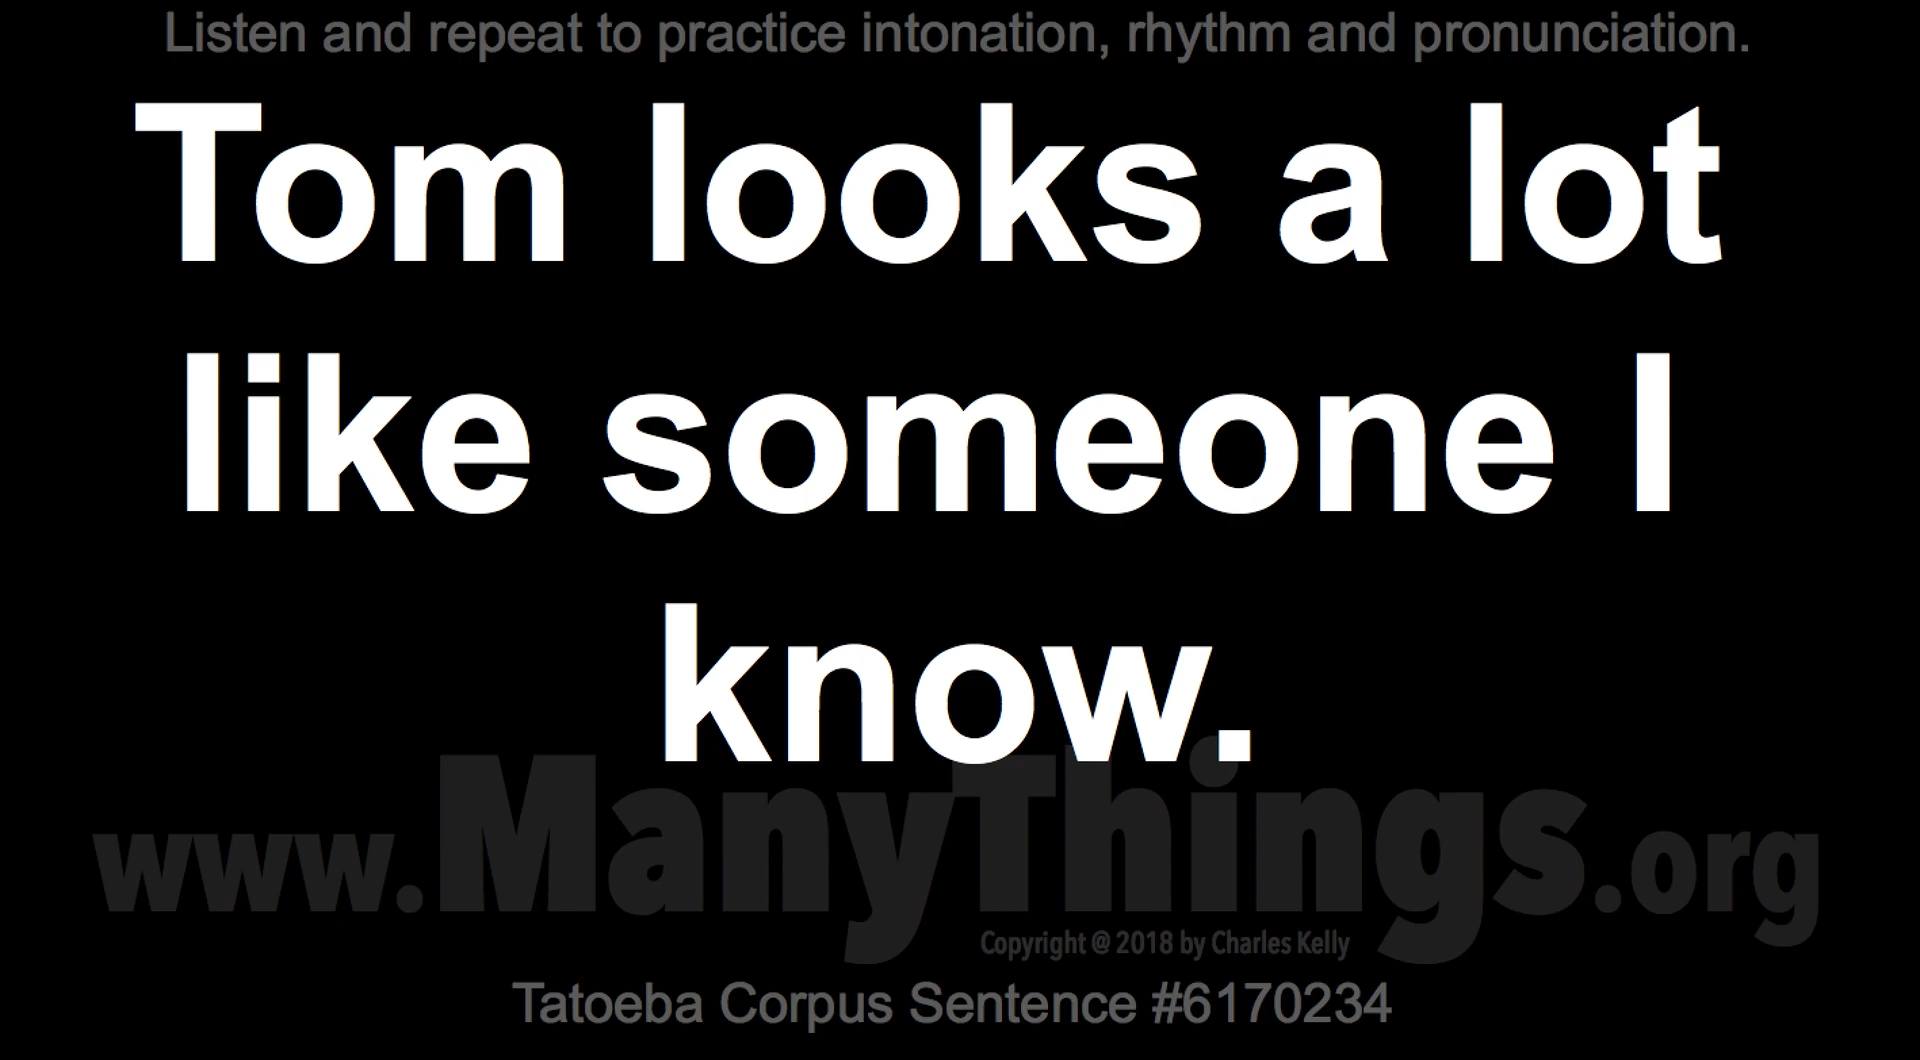 Listen and repeat to practice intonation, rhythm and pronunciation.
Tom looks a lot
like someone I
know.
www.ManyThings.org
Copyright @ 2018 by Charles Kelly
Tatoeba Corpus Sentence #6170234